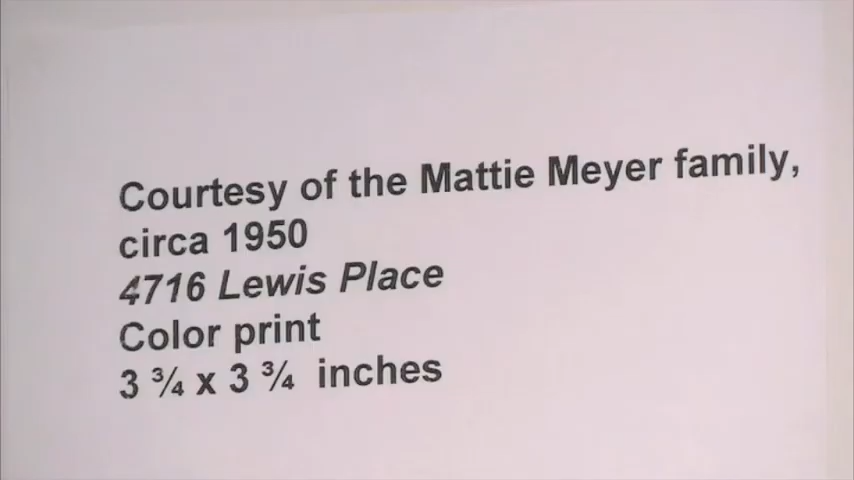 Courtesy of the Mattie Meyer family,
circa 1950
4716 Lewis Place
Color print
3 ¾ x 3 ¾ inches